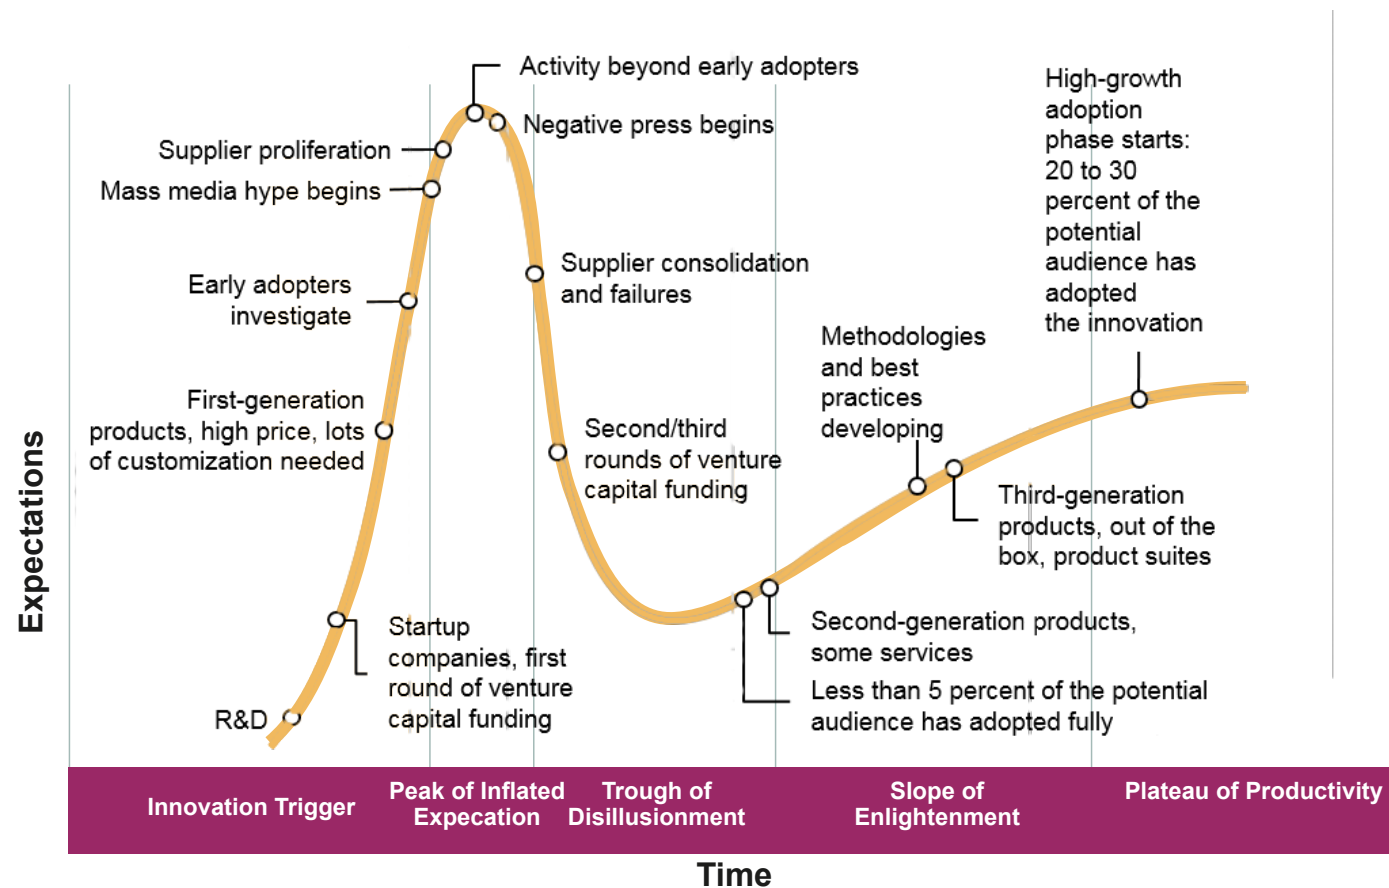 Activity beyond early adopters
Negative press begins
Supplier proliferation
Mass media hype begins
Early adopters
investigate
First-generation
products, high price, lots
of customization needed
Startup
companies, first
round of venture
capital funding
R&D
Supplier consolidation
and failures
Second/third
rounds of venture
capital funding
Methodologies
and best
practices
developing
High-growth
adoption
phase starts:
20 to 30
percent of the
potential
audience has
adopted
the innovation
Third-generation
products, out of the
box, product suites
Second-generation products,
some services
Less than 5 percent of the potential
audience has adopted fully
Expectations
Innovation Trigger
Peak of Inflated
Expecation
Trough of
Disillusionment
Slope of
Enlightenment
Plateau of Productivity
Time